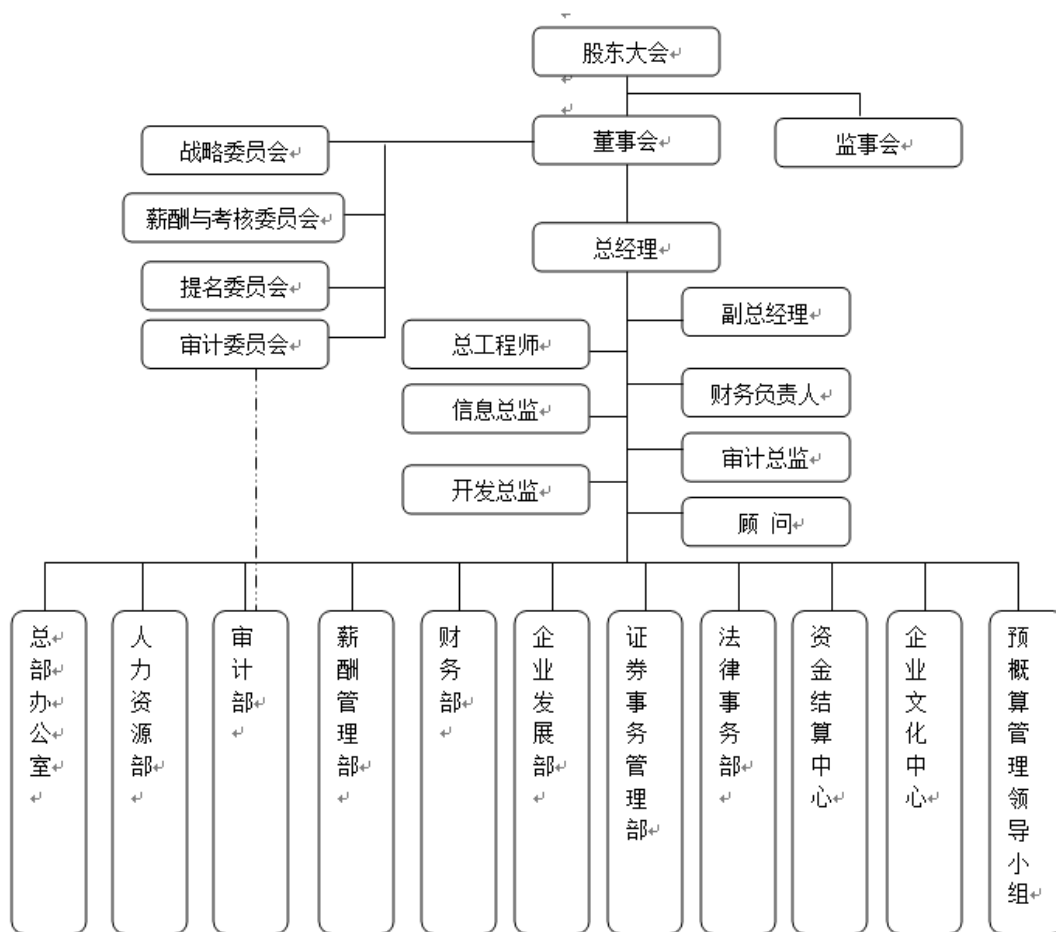 股东大会
董事会
监事会
战略委员会
薪酬与考核委员会
提名委员会
审计委员会
总经理
副总经理
总工程师
财务负责人
信息总监
审计总监
开发总监
顾 问
总部办公室
人力资源部
审计部
薪酬管理部
财务部
企业发展部
证券事务管理部
法律事务部
资金结算中心
企业文化中心
预概算管理领导小组